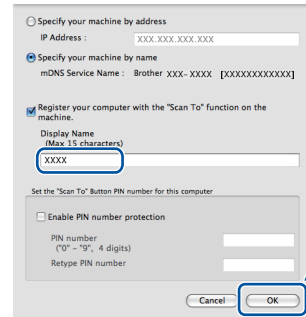 Specify your machine by address
IP Address : XXX.XXX.XXX.XXX
Specify your machine by name
mDNS Service Name : Brother XXX-XXXX [XXXXXXXXXXXX]
Register your computer with the "Scan To" function on the
machine.
Display Name
(Max 15 characters)
XXXX
Set the "Scan To" Button PIN number for this computer
Enable PIN number protection
PIN number
("0" – "9", 4 digits)
Retype PIN number
Cancel OK